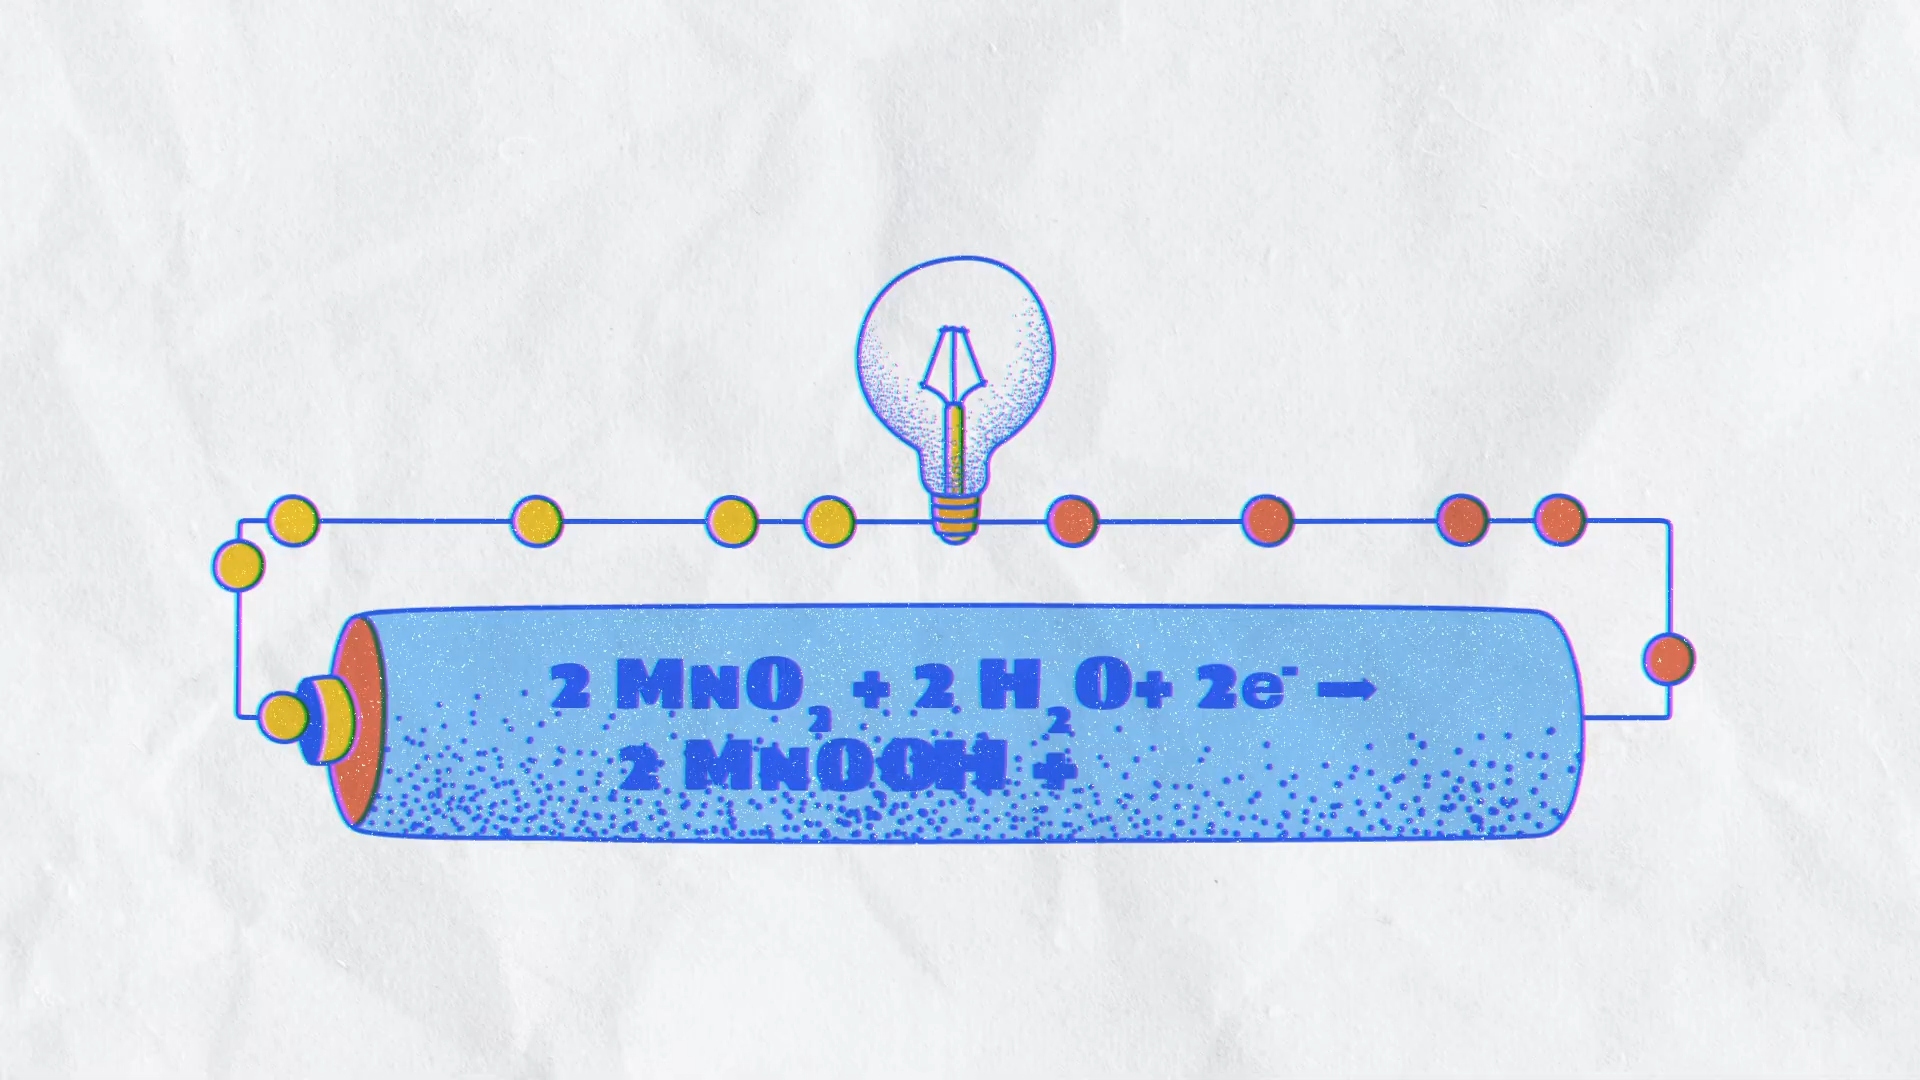 2 MnO₂ + 2 H₂O+ 2e⁻ →
2 MnOOH +